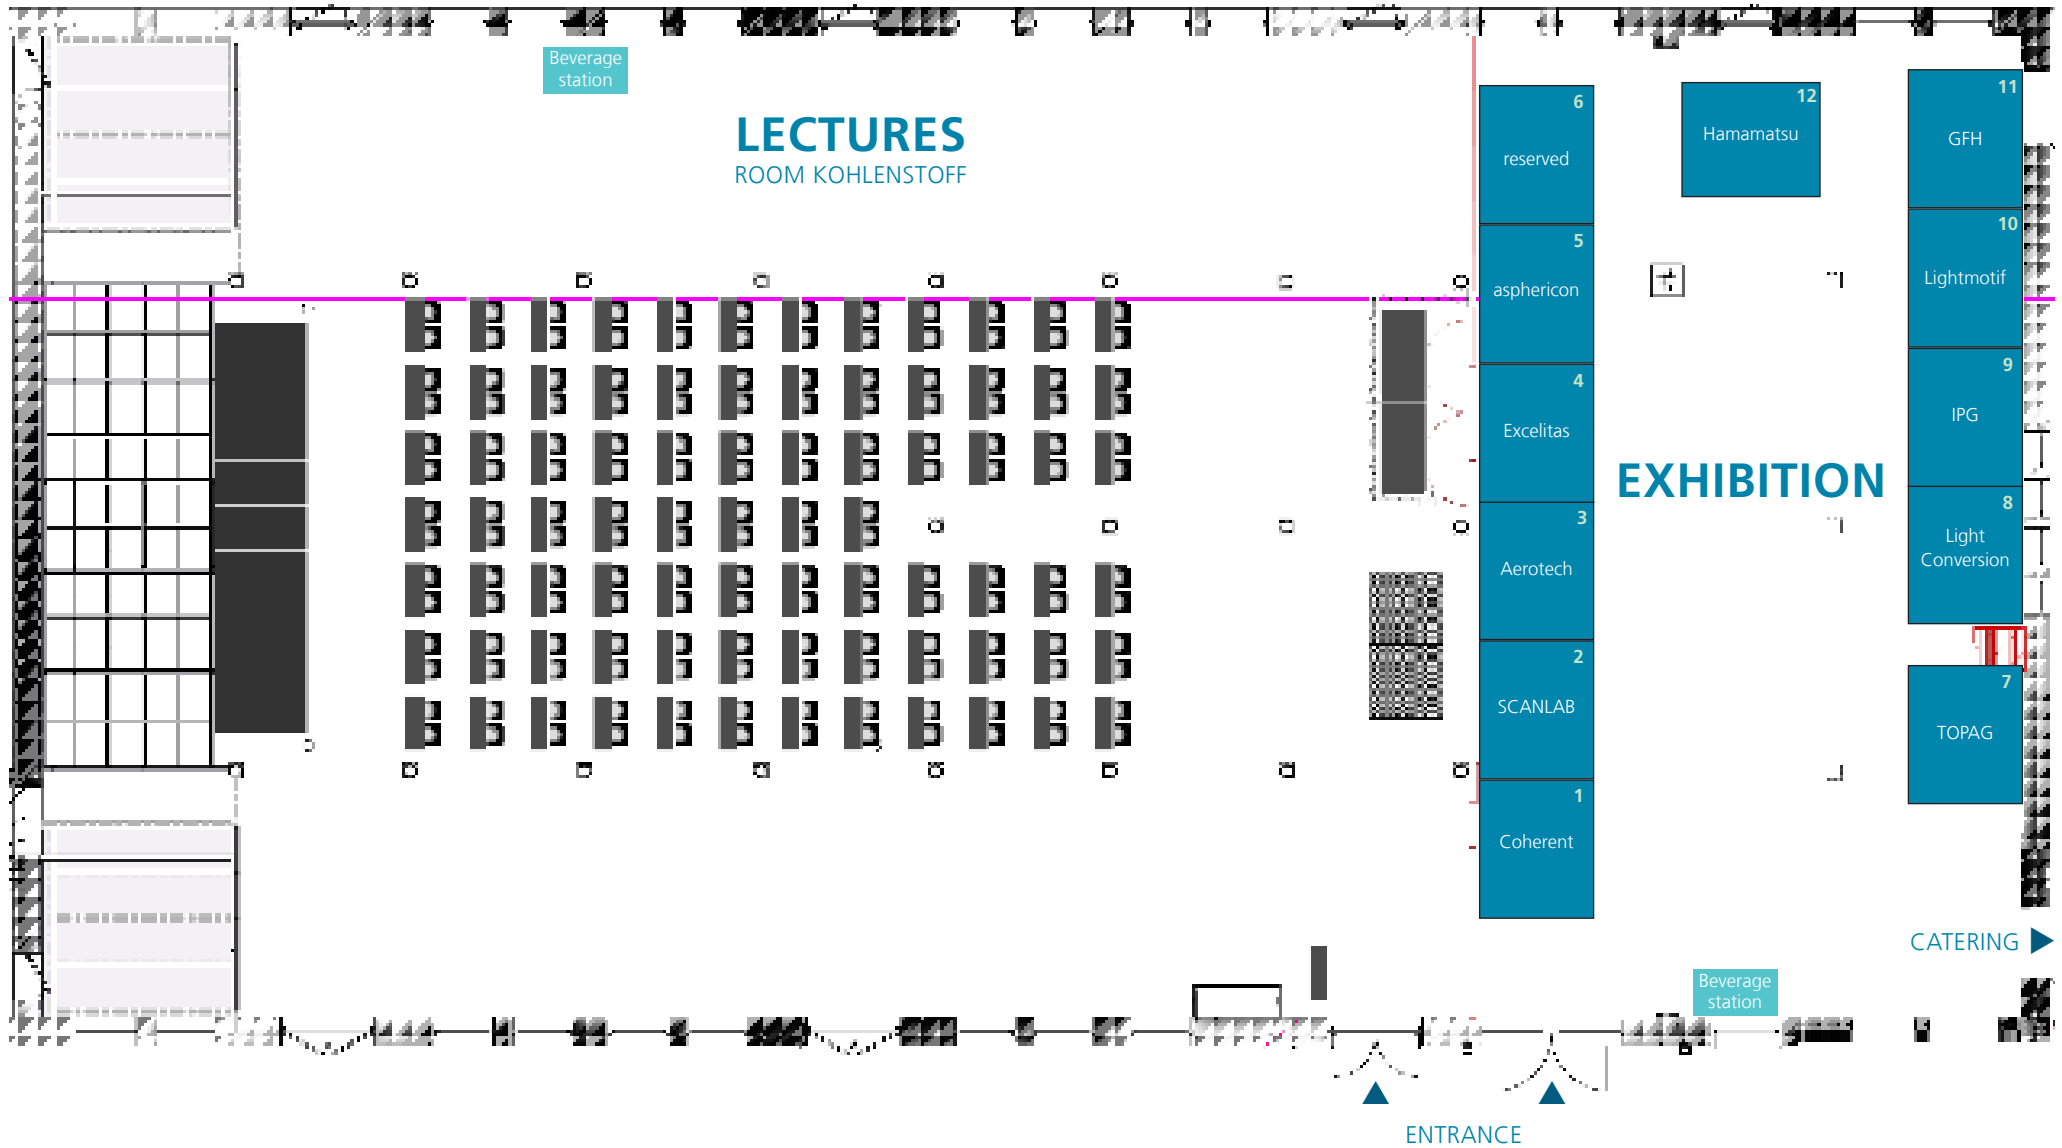 Beverage
station
LECTURES
ROOM KOHLENSTOFF
6
reserved
5
asphericon
4
Excelitas
3
Aerotech
2
SCANLAB
1
Coherent
12
Hamamatsu
EXHIBITION
11
GFH
10
Lightmotif
9
IPG
8
Light
Conversion
7
TOPAG
CATERING
Beverage
station
ENTRANCE